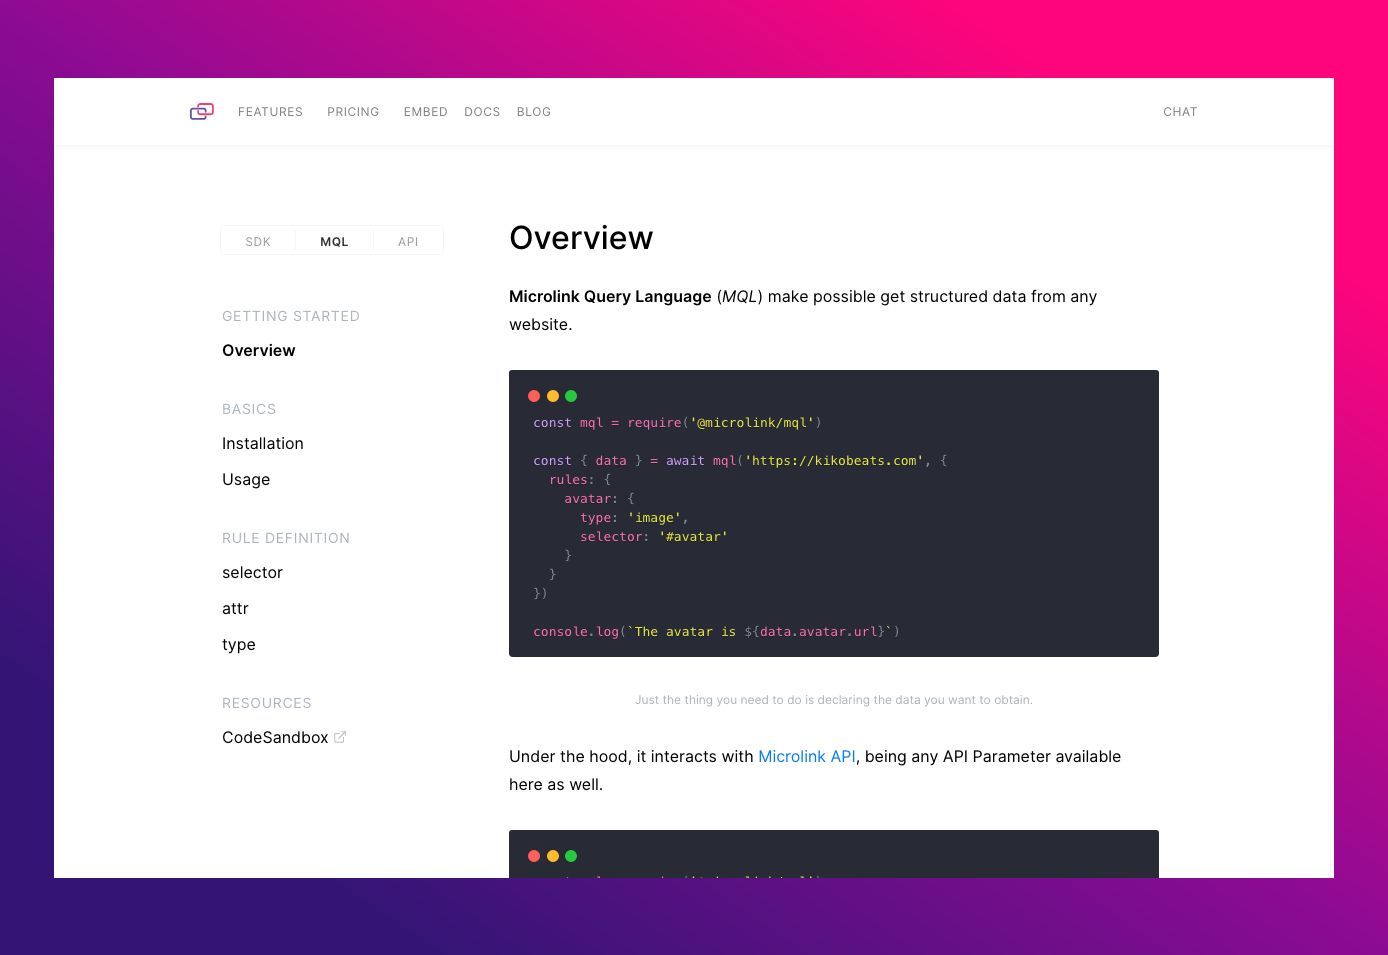 FEATURES PRICING EMBED DOCS BLOG CHAT
SDK MQL API
GETTING STARTED
Overview
BASICS
Installation
Usage
RULE DEFINITION
selector
attr
type
RESOURCES
CodeSandbox
Overview
Microlink Query Language (MQL) make possible get structured data from any
website.
const mql = require('@microlink/mql')
const { data } = await mql('https://kikobeats.com', {
  rules: {
    avatar: {
      type: 'image',
      selector: '#avatar'
    }
  }
})
console.log(`The avatar is ${data.avatar.url}`)
Just the thing you need to do is declaring the data you want to obtain.
Under the hood, it interacts with Microlink API, being any API Parameter available
here as well.